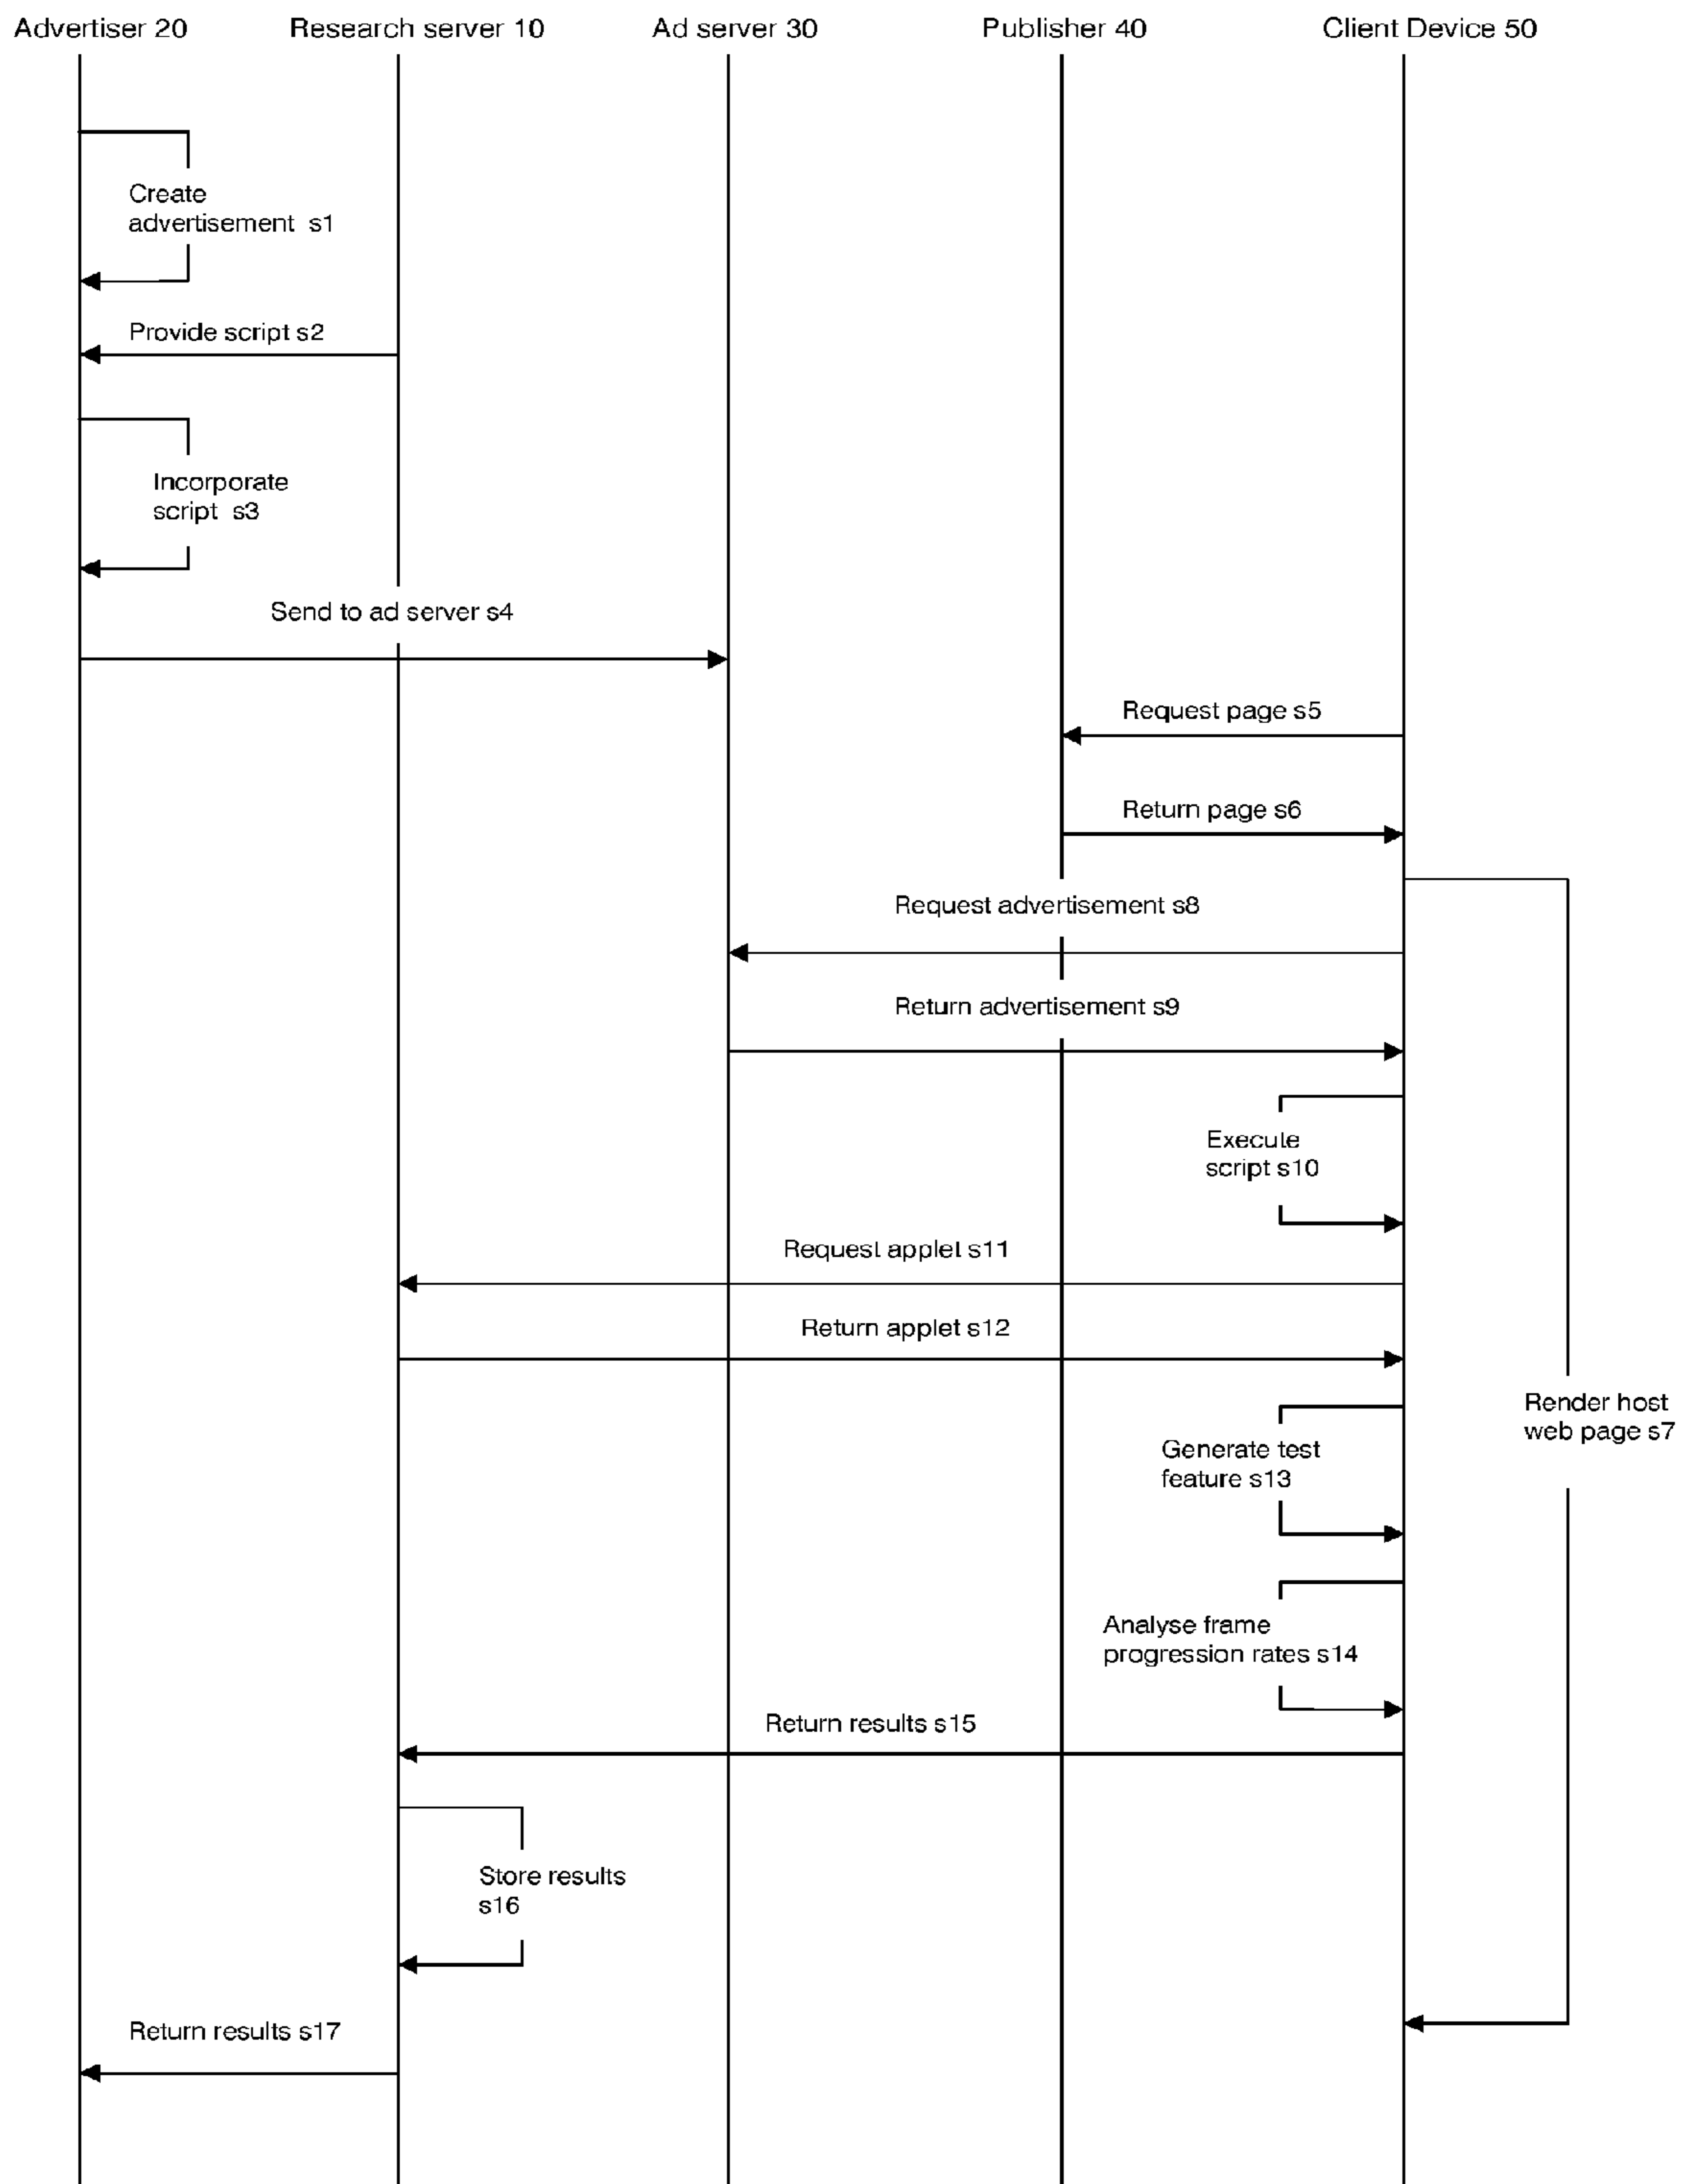 Advertiser 20
Research server 10
Ad server 30
Publisher 40
Client Device 50
Create
advertisement s1
Provide script s2
Incorporate
script s3
Send to ad server s4
Request page s5
Return page s6
Request advertisement s8
Return advertisement s9
Execute
script s10
Request applet s11
Return applet s12
Render host
web page s7
Generate test
feature s13
Analyse frame
progression rates s14
Return results s15
Store results
s16
Return results s17